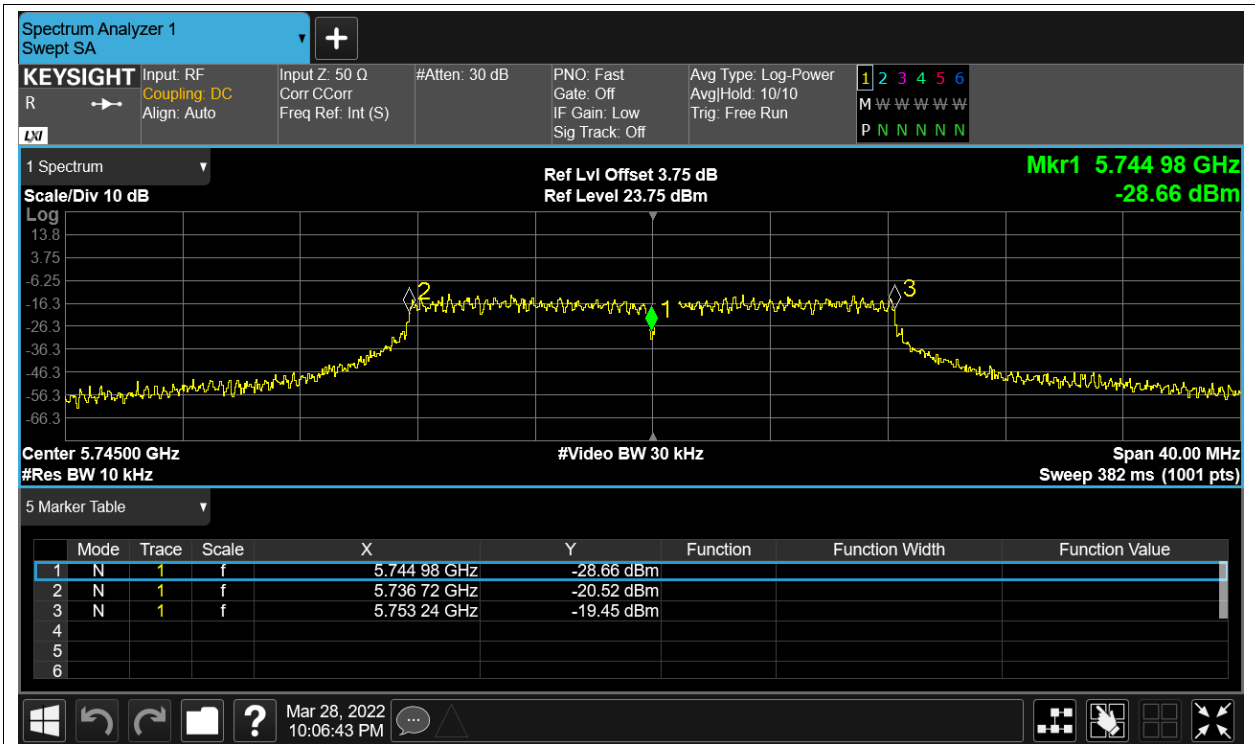 Spectrum Analyzer 1
Swept SA
KEYSIGHT Input: RF Input Z: 50 Ω #Atten: 30 dB PNO: Fast Avg Type: Log-Power 1 2 3 4 5 6
R Coupling: DC Corr CCorr Gate: Off Avg|Hold: 10/10 M W W W W W
Align: Auto Freq Ref: Int (S) IF Gain: Low Trig: Free Run
LXI Sig Track: Off P N N N N N
1 Spectrum Ref Lvl Offset 3.75 dB Mkr1 5.744 98 GHz
Scale/Div 10 dB Ref Level 23.75 dBm -28.66 dBm
Log
13.8
3.75
-6.25
-16.3
-26.3
-36.3
-46.3
-56.3
-66.3
2
1
3
Center 5.74500 GHz #Video BW 30 kHz Span 40.00 MHz
#Res BW 10 kHz Sweep 382 ms (1001 pts)
5 Marker Table
Mode Trace Scale X Y Function Function Width Function Value
1 N 1 f 5.744 98 GHz -28.66 dBm
2 N 1 f 5.736 72 GHz -20.52 dBm
3 N 1 f 5.753 24 GHz -19.45 dBm
4
5
6
? Mar 28, 2022
10:06:43 PM